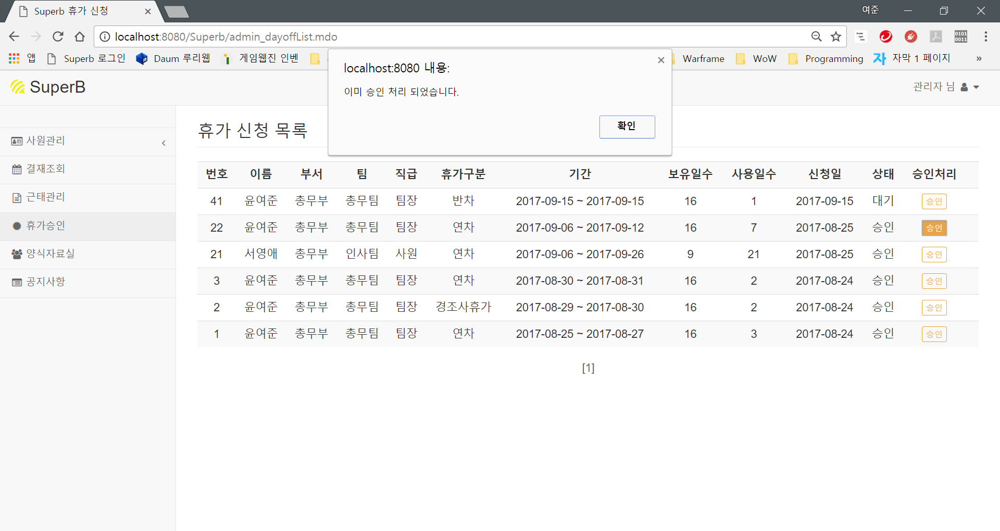 Superb 휴가 신청
여준
localhost:8080/Superb/admin_dayoffList.mdo
앱 Superb 로그인 Daum 루리웹 게임웹진 인벤 Warframe WoW Programming 자막 1 페이지 »
localhost:8080 내용:
이미 승인 처리 되었습니다.
확인
SuperB
관리자 님
사원관리
결재조회
근태관리
휴가승인
양식자료실
공지사항
휴가 신청 목록
번호 이름 부서 팀 직급 휴가구분 기간 보유일수 사용일수 신청일 상태 승인처리
41 윤여준 총무부 총무팀 팀장 반차 2017-09-15 ~ 2017-09-15 16 1 2017-09-15 대기 승인
22 윤여준 총무부 총무팀 팀장 연차 2017-09-06 ~ 2017-09-12 16 7 2017-08-25 승인 승인
21 서영애 총무부 인사팀 사원 연차 2017-09-06 ~ 2017-09-26 9 21 2017-08-25 승인 승인
3 윤여준 총무부 총무팀 팀장 연차 2017-08-30 ~ 2017-08-31 16 2 2017-08-24 승인 승인
2 윤여준 총무부 총무팀 팀장 경조사휴가 2017-08-29 ~ 2017-08-30 16 2 2017-08-24 승인 승인
1 윤여준 총무부 총무팀 팀장 연차 2017-08-25 ~ 2017-08-27 16 3 2017-08-24 승인 승인
[1]